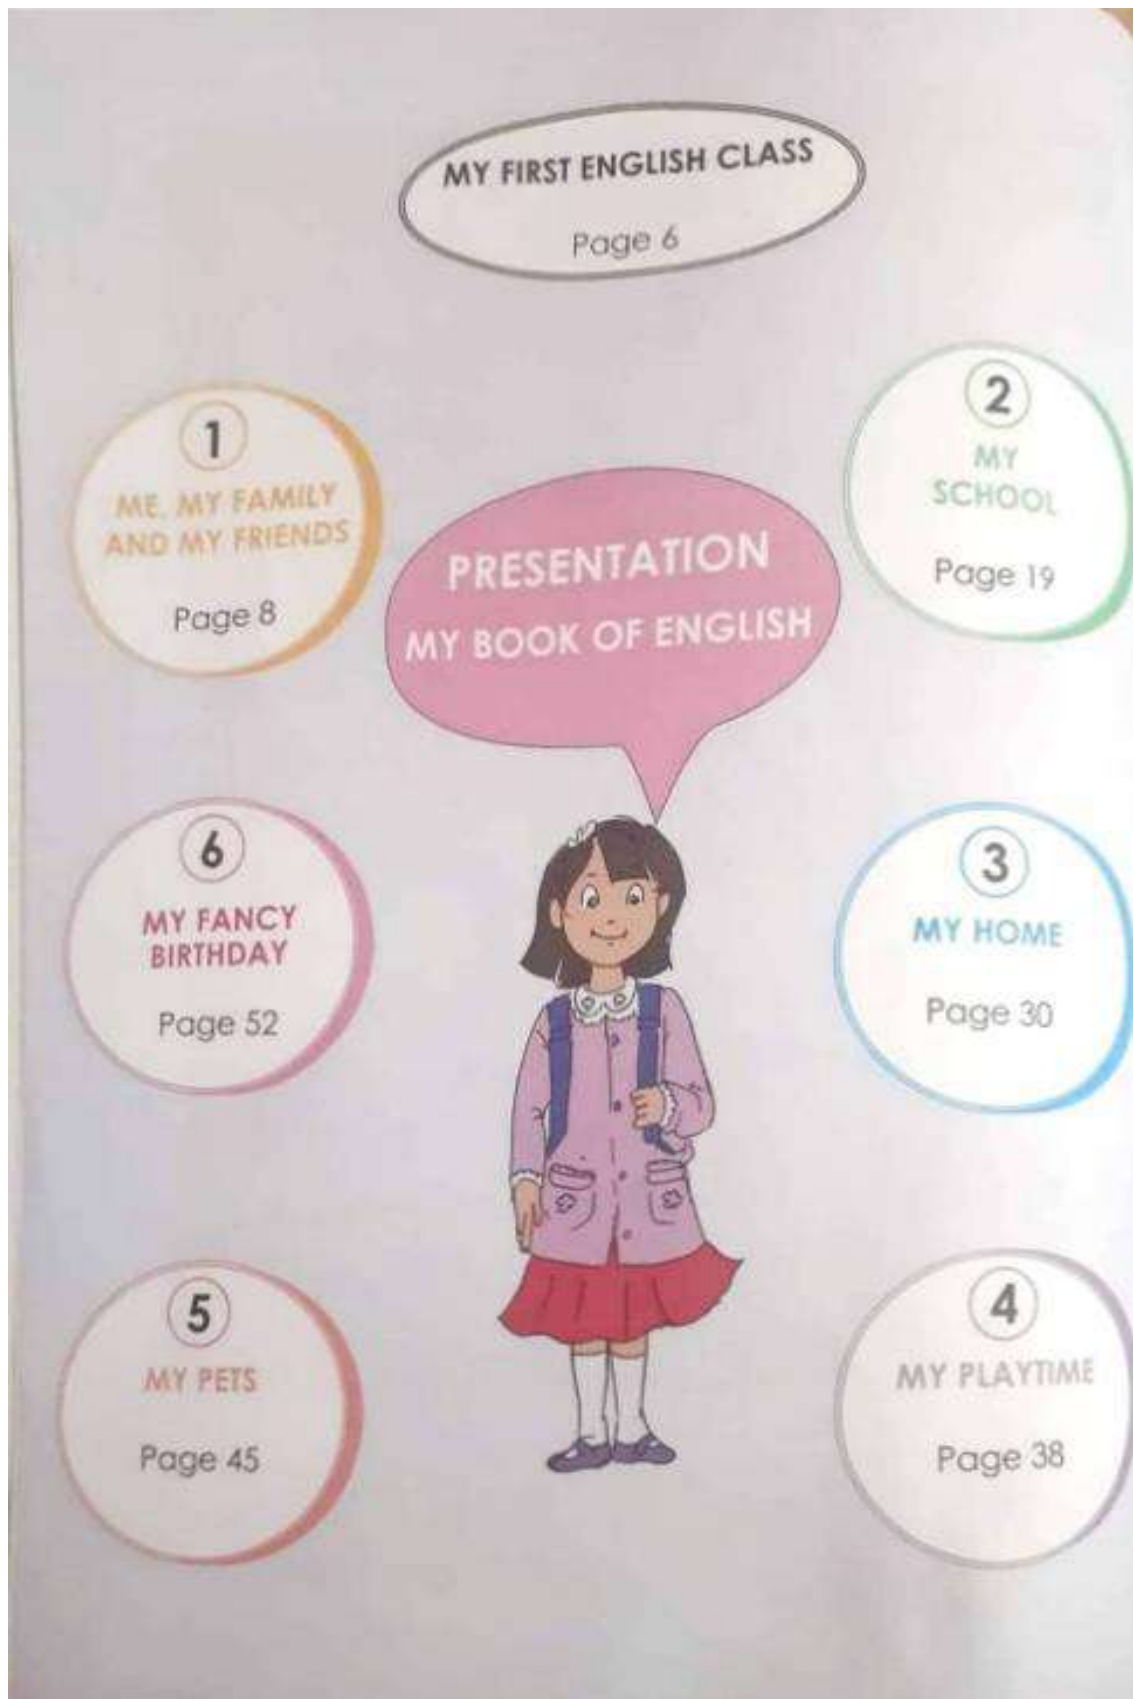 MY FIRST ENGLISH CLASS
Page 6
1
ME, MY FAMILY
AND MY FRIENDS
Page 8
2
MY
SCHOOL
Page 19
PRESENTATION
MY BOOK OF ENGLISH
6
MY FANCY
BIRTHDAY
Page 52
3
MY HOME
Page 30
5
MY PETS
Page 45
4
MY PLAYTIME
Page 38